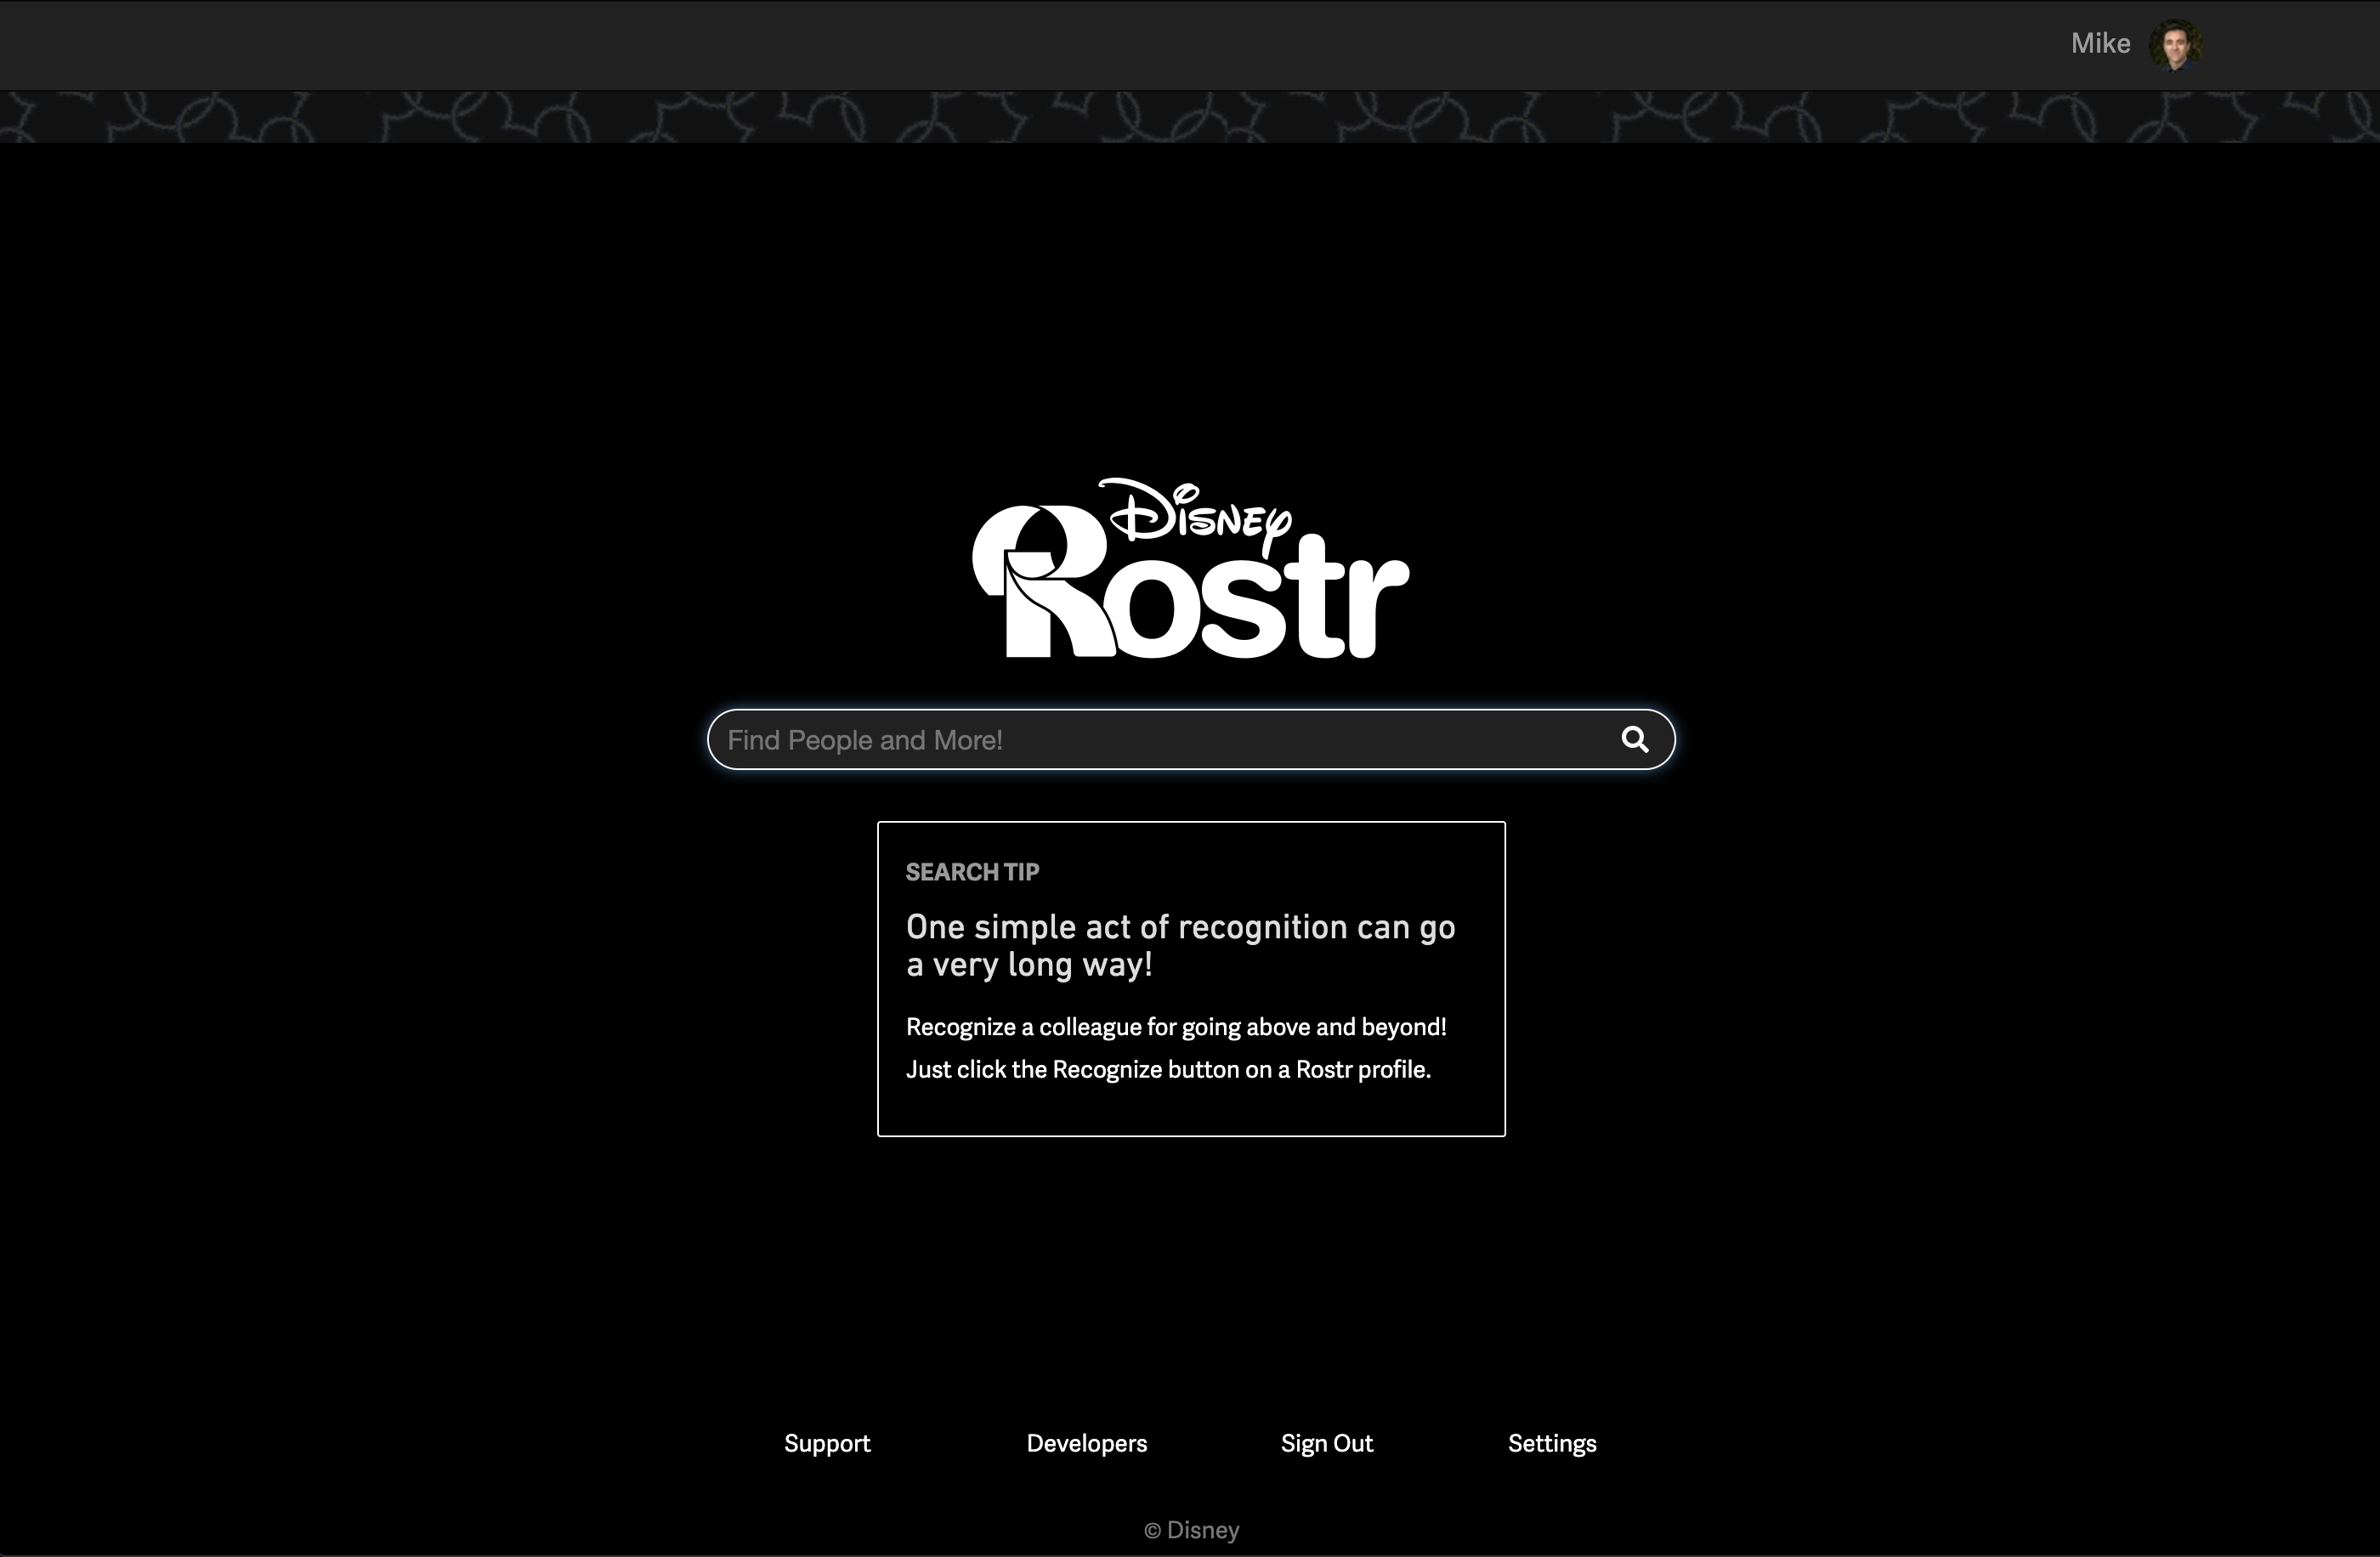 Mike
Disney
Rostr
Find People and More!
SEARCH TIP
One simple act of recognition can go
a very long way!
Recognize a colleague for going above and beyond!
Just click the Recognize button on a Rostr profile.
Support Developers Sign Out Settings
© Disney